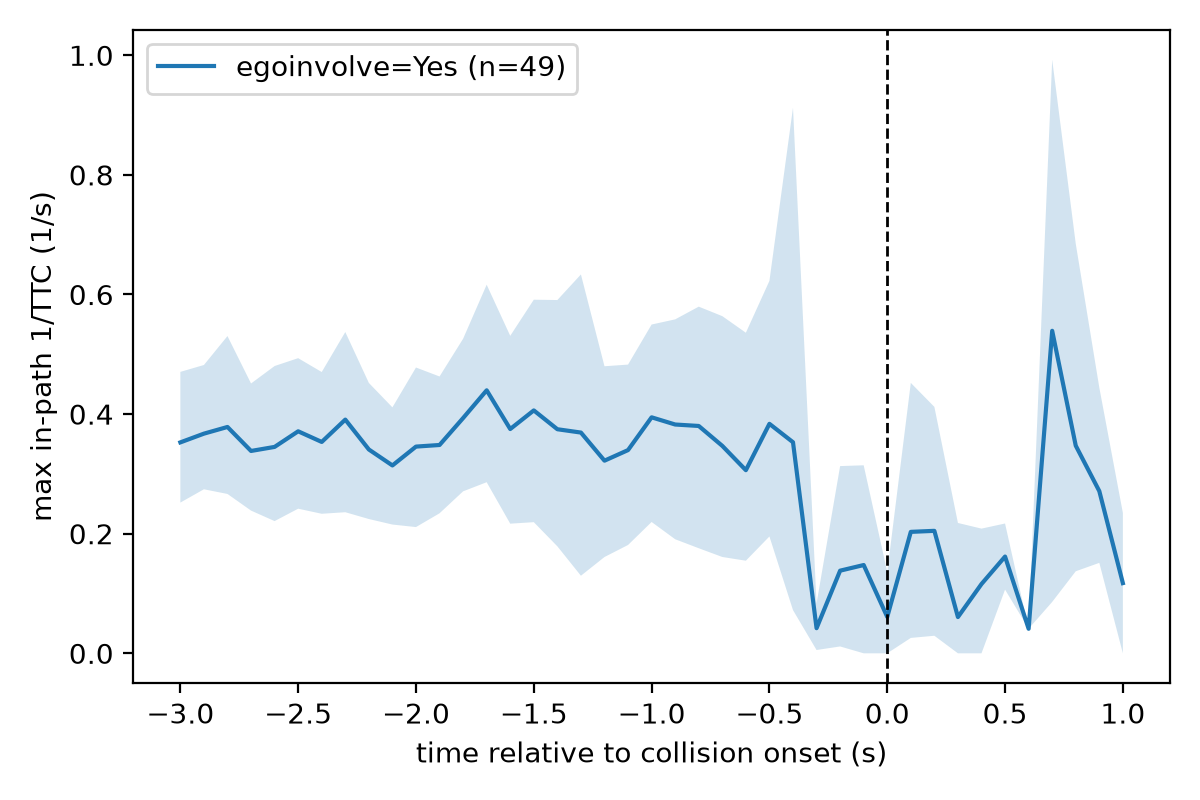 egoinvolve=Yes (n=49)
max in-path 1/TTC (1/s)
1.0
0.8
0.6
0.4
0.2
0.0
−3.0 −2.5 −2.0 −1.5 −1.0 −0.5 0.0 0.5 1.0
time relative to collision onset (s)